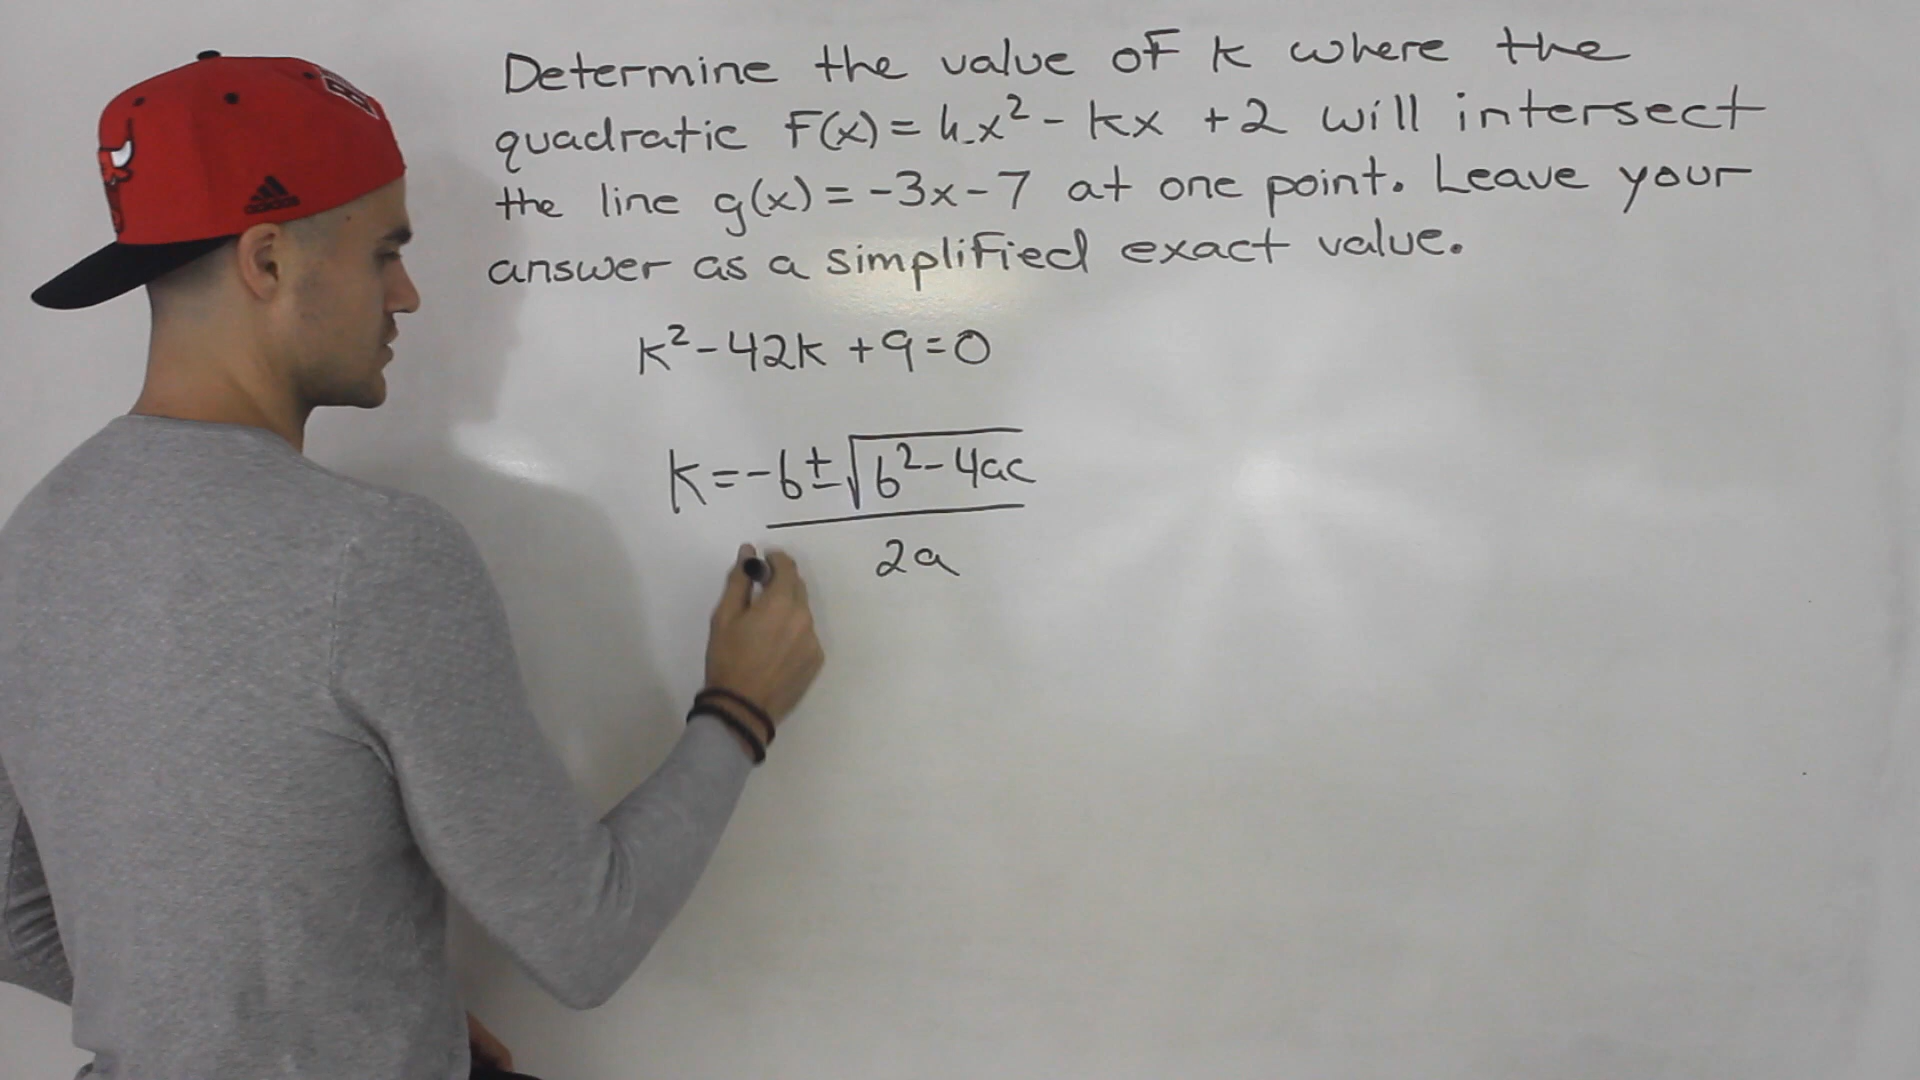 Determine the value of k where the
quadratic F(x) = kx² - kx + 2 will intersect
the line g(x) = -3x - 7 at one point. Leave your
answer as a simplified exact value.
k² - 42k + 9 = 0
k = -b ± √b² - 4ac
2a